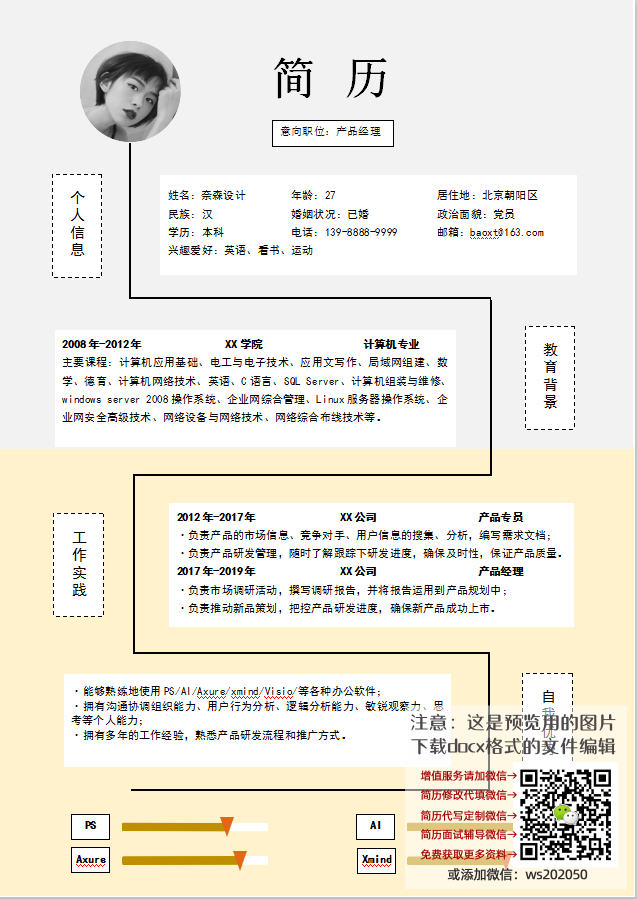 简 历
意向职位：产品经理
个人信息
姓名：奈森设计 年龄：27 居住地：北京朝阳区
民族：汉 婚姻状况：已婚 政治面貌：党员
学历：本科 电话：139-8888-9999 邮箱：baoxt@163.com
兴趣爱好：英语、看书、运动
教育背景
2008年-2012年 XX学院 计算机专业
主要课程：计算机应用基础、电工与电子技术、应用文写作、局域网组建、数
学、德育、计算机网络技术、英语、C语言、SQL Server、计算机组装与维修、
windows server 2008操作系统、企业网综合管理、Linux服务器操作系统、企
业网安全高级技术、网络设备与网络技术、网络综合布线技术等。
工作实践
2012年-2017年 XX公司 产品专员
·负责产品的市场信息、竞争对手、用户信息的搜集、分析，编写需求文档；
·负责产品研发管理，随时了解跟踪下研发进度，确保及时性，保证产品质量。
2017年-2019年 XX公司 产品经理
·负责市场调研活动，撰写调研报告，并将报告运用到产品规划中；
·负责推动新品策划，把控产品研发进度，确保新产品成功上市。
自
·能够熟练地使用PS/AI/Axure/xmind/Visio/等各种办公软件；
·拥有沟通协调组织能力、用户行为分析、逻辑分析能力、敏锐观察力、思
考等个人能力；
·拥有多年的工作经验，熟悉产品研发流程和推广方式。
注意：这是预览用的图片
下载docx格式的文件编辑
增值服务请加微信→
简历修改代填微信→
简历代写定制微信→
简历面试辅导微信→
免费获取更多资料→
或添加微信：ws202050
PS AI
Axure Xmind